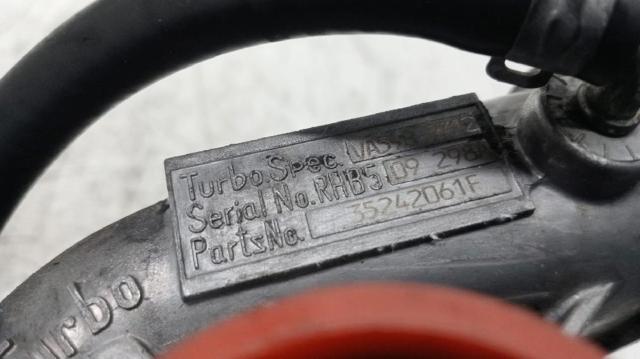 Turbo Spec.
Serial No. RHB5
Parts No. 35242061F
Turbo